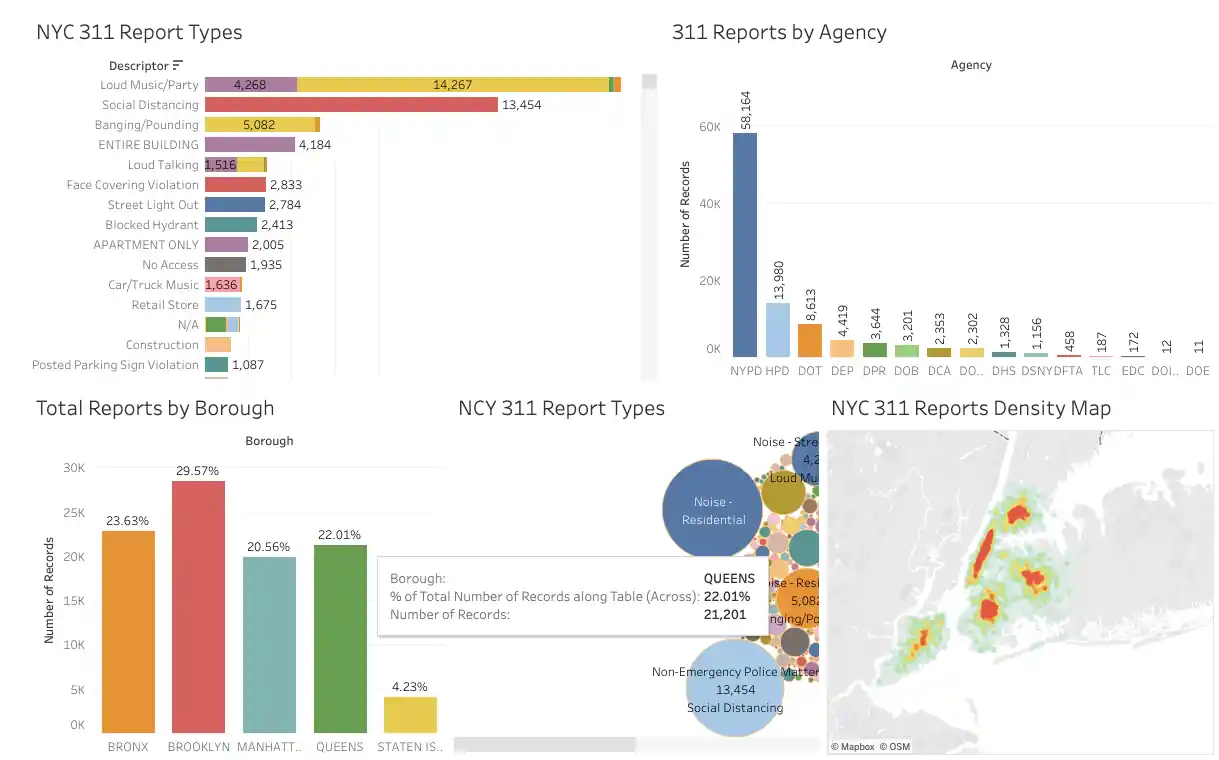 NYC 311 Report Types
Descriptor
Loud Music/Party 4,268 14,267
Social Distancing 13,454
Banging/Pounding 5,082
ENTIRE BUILDING 4,184
Loud Talking 1,516
Face Covering Violation 2,833
Street Light Out 2,784
Blocked Hydrant 2,413
APARTMENT ONLY 2,005
No Access 1,935
Car/Truck Music 1,636
Retail Store 1,675
N/A
Construction
Posted Parking Sign Violation 1,087
311 Reports by Agency
Agency
Number of Records
60K
40K
20K
0K
58,164
13,980
8,613
4,419
3,644
3,201
2,353
2,302
1,328
1,156
458
187
172
12
11
NYPD HPD DOT DEP DPR DOB DCA DO.. DHS DSNY DFTA TLC EDC DOI.. DOE
Total Reports by Borough
Borough
Number of Records
30K
25K
20K
15K
10K
5K
0K
23.63%
29.57%
20.56%
22.01%
4.23%
BRONX BROOKLYN MANHATT.. QUEENS STATEN IS..
NCY 311 Report Types
Noise - Stre
4,2
Loud Mu
Noise -
Residential
Borough: QUEENS
% of Total Number of Records along Table (Across): 22.01%
Number of Records: 21,201
ise - Resi
5,082
nging/Po
Non-Emergency Police Matter
13,454
Social Distancing
NYC 311 Reports Density Map
© Mapbox © OSM